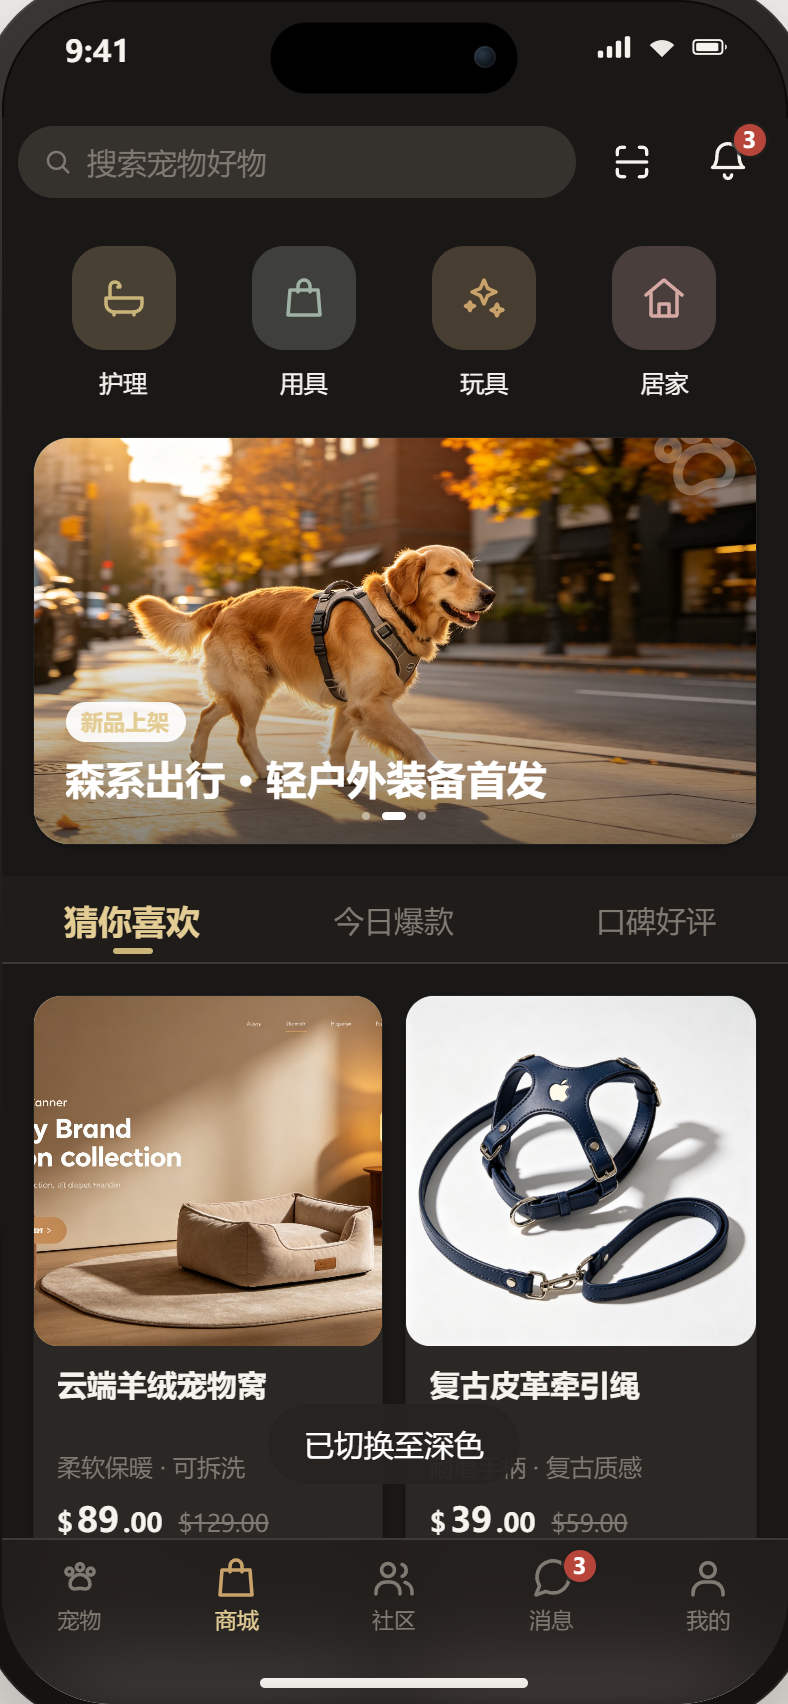 9:41
搜索宠物好物
3
护理
用具
玩具
居家
新品上架
森系出行·轻户外装备首发
猜你喜欢
今日爆款
口碑好评
anner
y Brand
n collection
云端羊绒宠物窝
复古皮革牵引绳
已切换至深色
柔软保暖 · 可拆洗
柄 · 复古质感
$89.00 $129.00
$39.00 $59.00
宠物
商城
社区
3
消息
我的